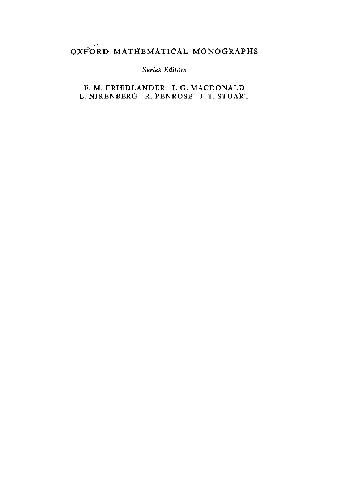 OXFORD MATHEMATICAL MONOGRAPHS
Series Editors
E. M. FRIEDLANDER I. G. MACDONALD
L. NIRENBERG R. PENROSE J. T. STUART